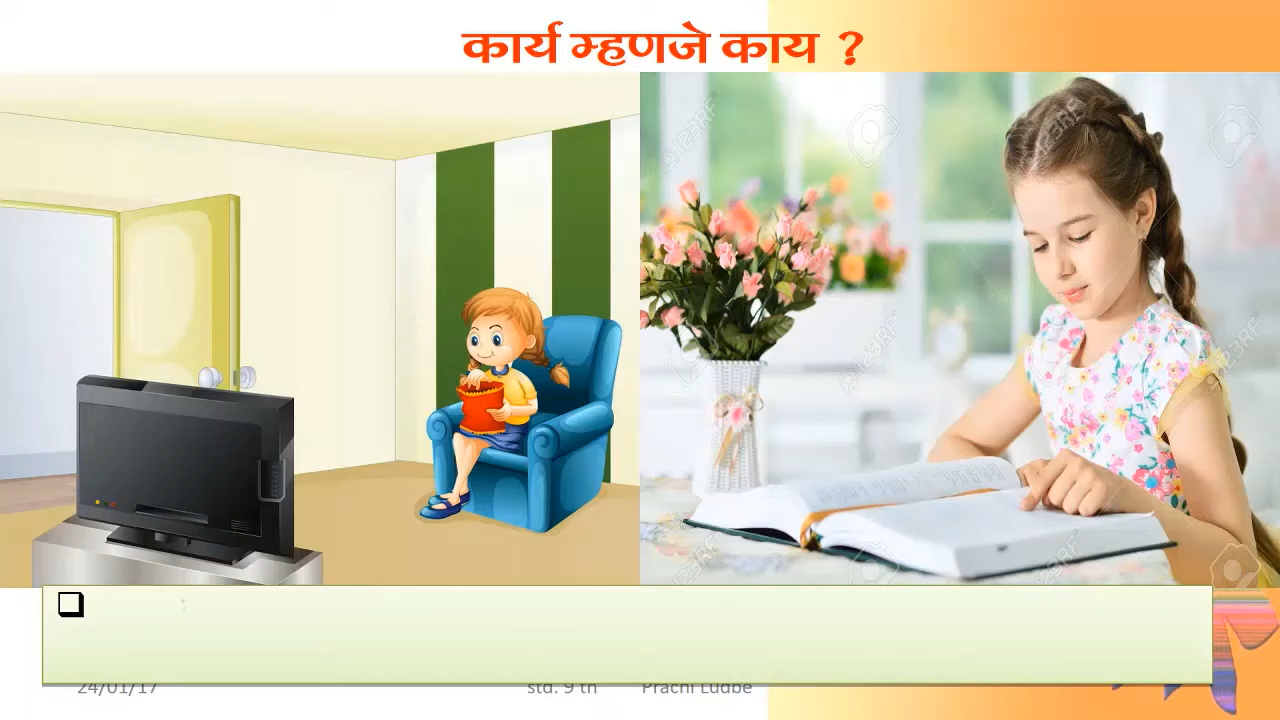 कार्य म्हणजे काय ?
24/01/17 std. 9 th Prachi Ludbe